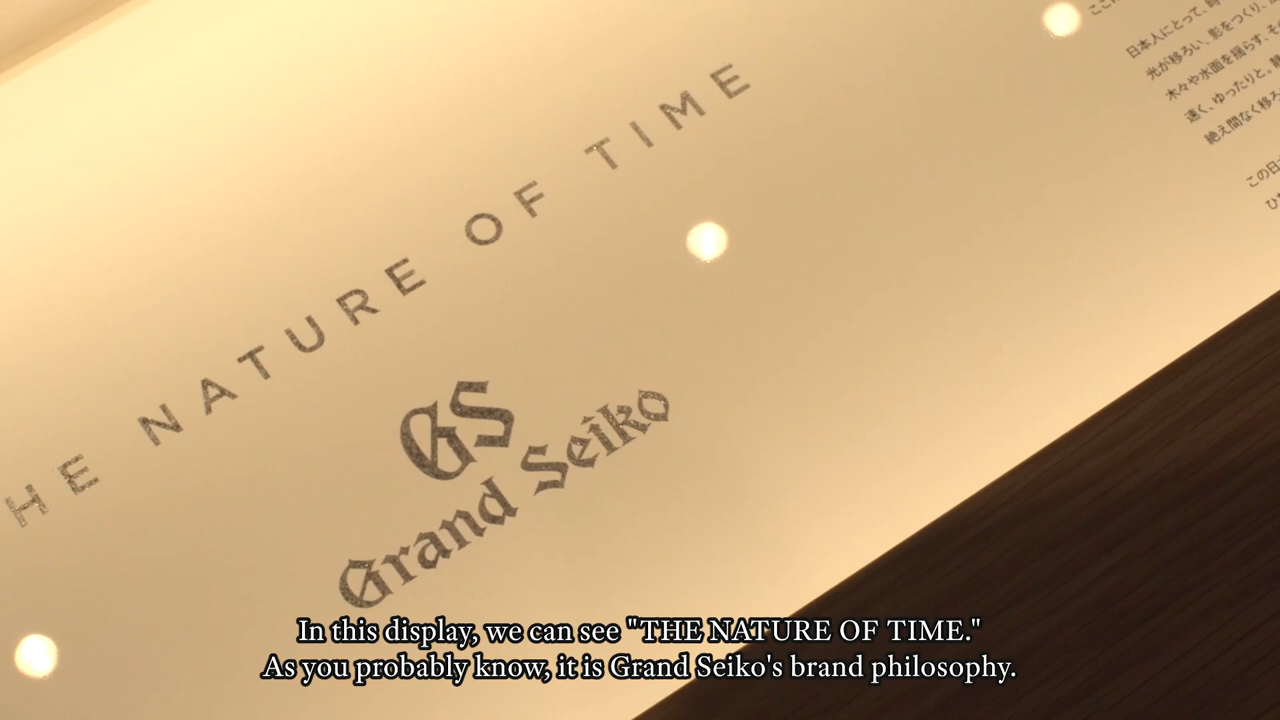 HE NATURE OF TIME
GS
Grand Seiko
日本人にとって、時
光が移ろい、影をつくり、
木々や水面を揺らす、そ
速く、ゆったりと。
絶え間なく移ろ
この日
In this display, we can see "THE NATURE OF TIME."
As you probably know, it is Grand Seiko's brand philosophy.